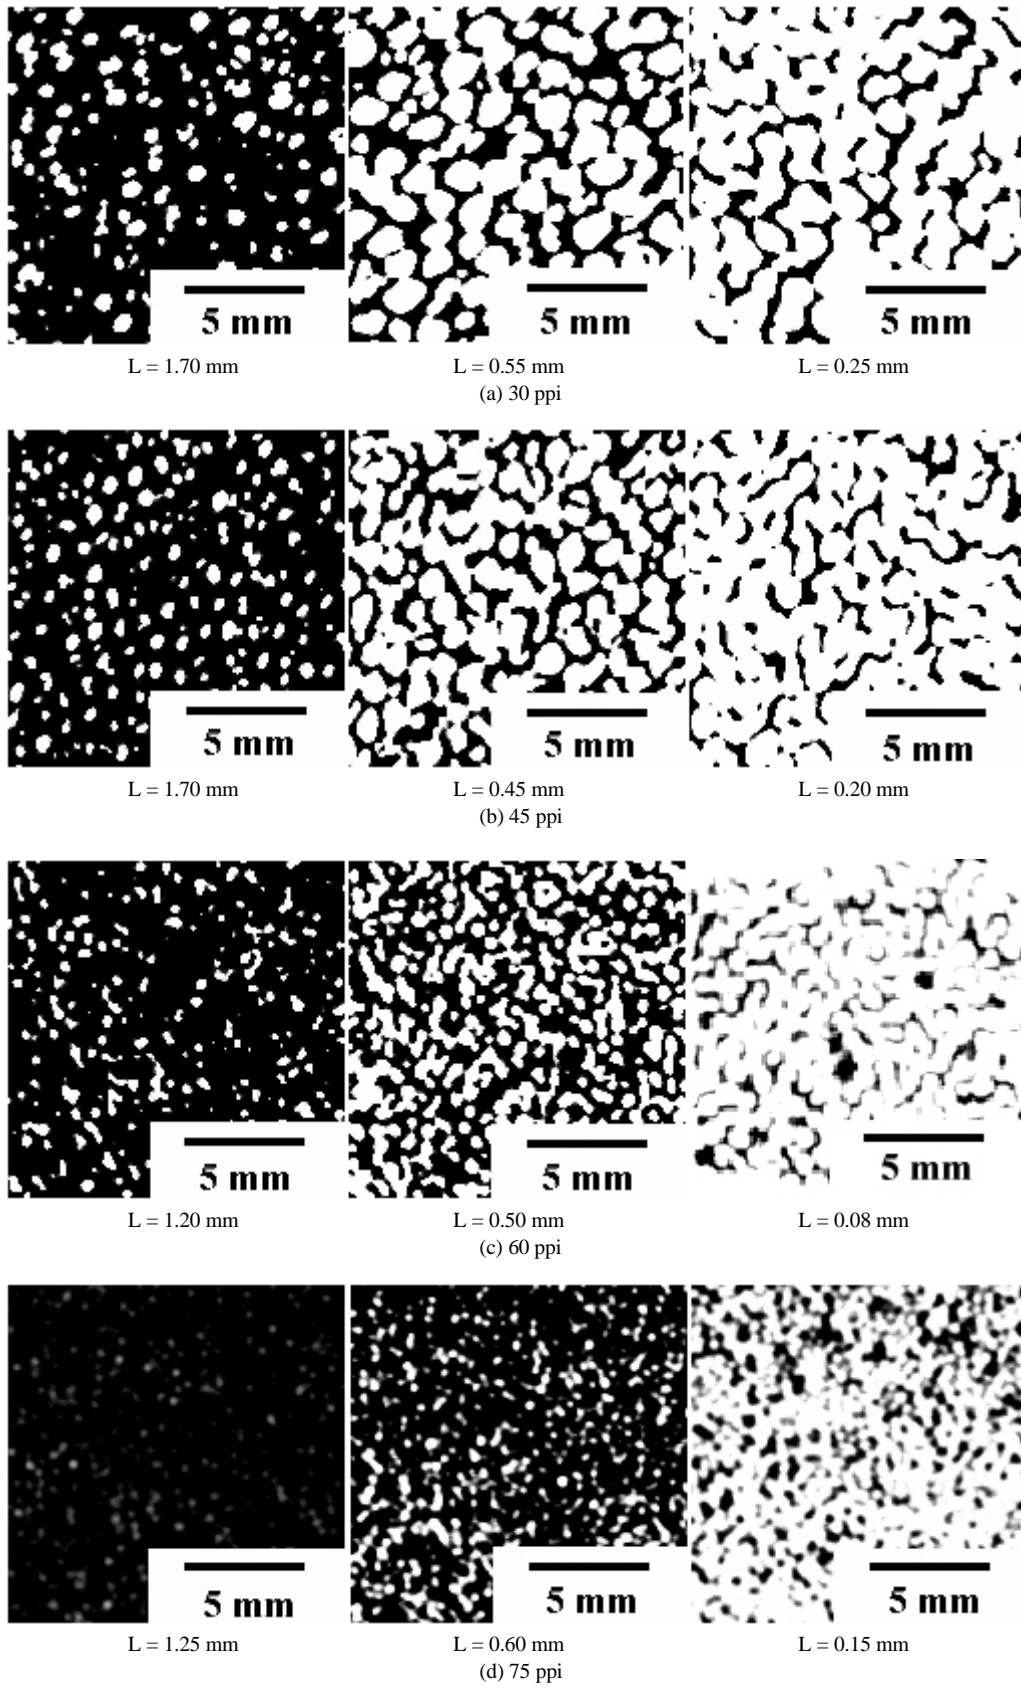 5 mm 5 mm 5 mm
L = 1.70 mm L = 0.55 mm L = 0.25 mm
(a) 30 ppi
5 mm 5 mm 5 mm
L = 1.70 mm L = 0.45 mm L = 0.20 mm
(b) 45 ppi
5 mm 5 mm 5 mm
L = 1.20 mm L = 0.50 mm L = 0.08 mm
(c) 60 ppi
5 mm 5 mm 5 mm
L = 1.25 mm L = 0.60 mm L = 0.15 mm
(d) 75 ppi